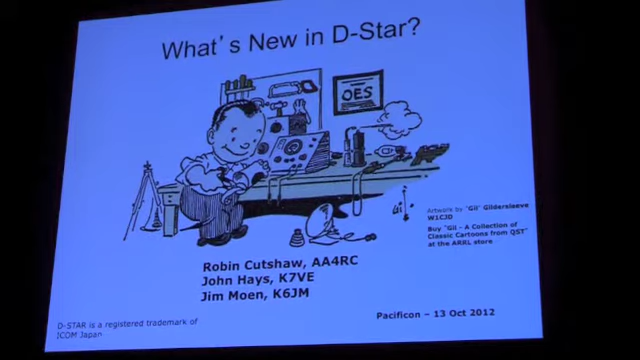 What's New in D-Star?
OES
Gil
Artwork by "Gil" Gildersleeve
W1CJD
Buy "Gil - A Collection of
Classic Cartoons from QST"
at the ARRL store
Robin Cutshaw, AA4RC
John Hays, K7VE
Jim Moen, K6JM
Pacificon – 13 Oct 2012
D-STAR is a registered trademark of
ICOM Japan